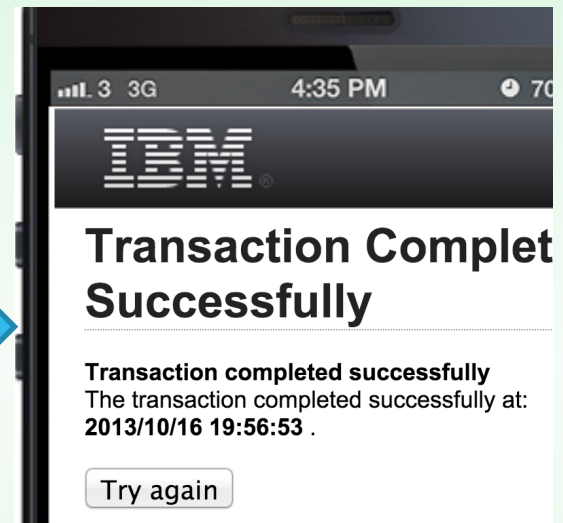 3 3G 4:35 PM 70
IBM®
Transaction Complet
Successfully
Transaction completed successfully
The transaction completed successfully at:
2013/10/16 19:56:53 .
Try again